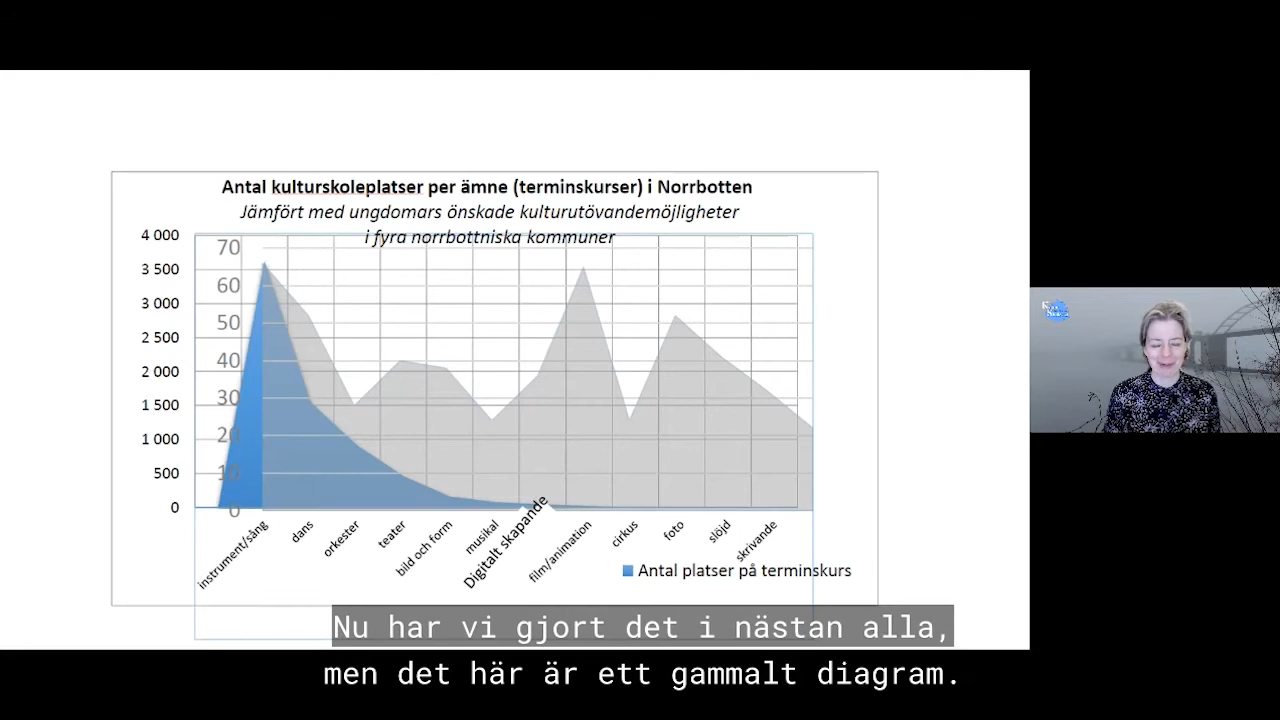 Antal kulturskoleplatser per ämne (terminskurser) i Norrbotten
Jämfört med ungdomars önskade kulturutövandemöjligheter
i fyra norrbottniska kommuner
4 000
3 500
3 000
2 500
2 000
1 500
1 000
500
0
70
60
50
40
30
20
10
0
instrument/sång
dans
orkester
teater
bild och form
musikal
Digitalt skapande
film/animation
cirkus
foto
slöjd
skrivande
Antal platser på terminskurs
Nu har vi gjort det i nästan alla,
men det här är ett gammalt diagram.